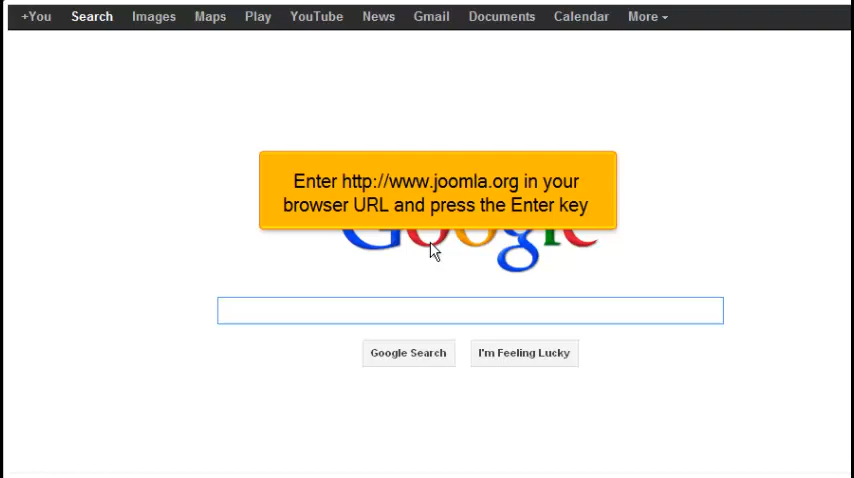 +You Search Images Maps Play YouTube News Gmail Documents Calendar More
Enter http://www.joomla.org in your
browser URL and press the Enter key
Google
Google Search I'm Feeling Lucky